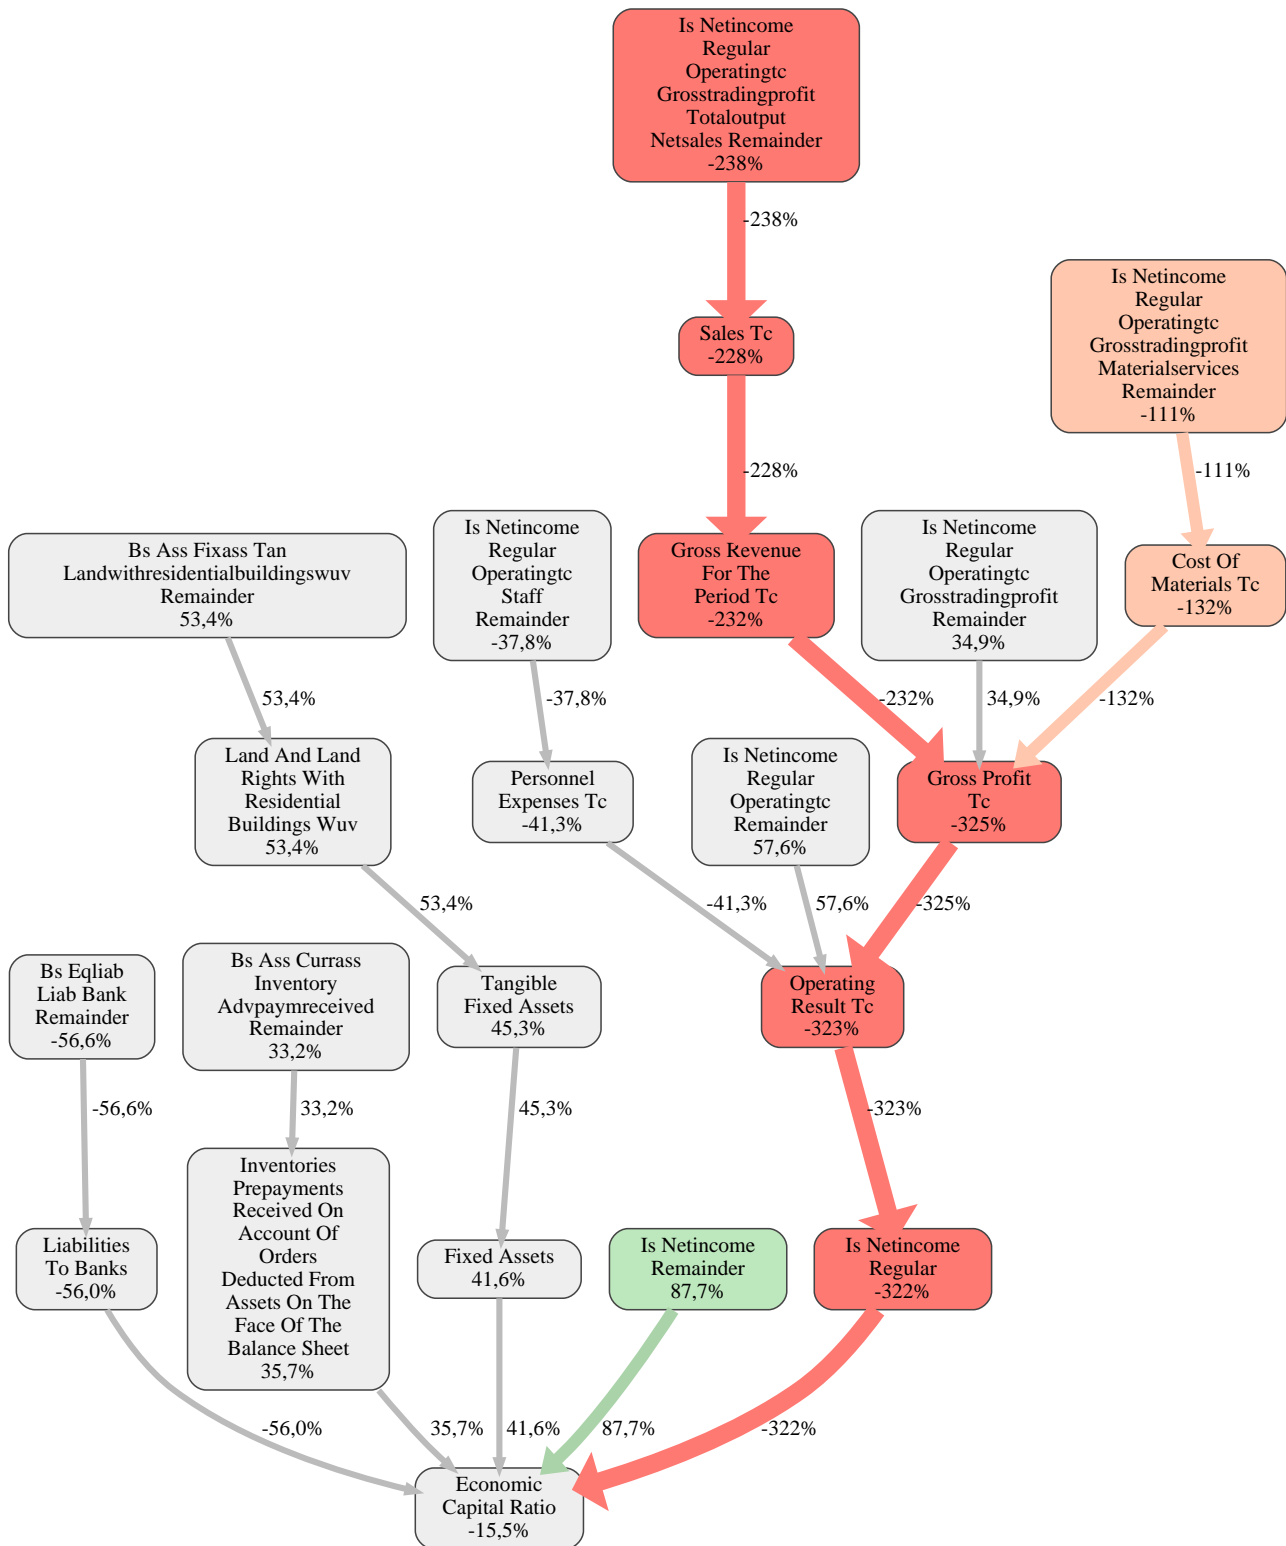 Is Netincome
Regular
Operatingtc
Grosstradingprofit
Totaloutput
Netsales Remainder
-238%
-238%
Is Netincome
Regular
Operatingtc
Grosstradingprofit
Materialservices
Remainder
-111%
Sales Tc
-228%
-228%
-111%
Bs Ass Fixass Tan
Landwithresidentialbuildingswuv
Remainder
53,4%
Is Netincome
Regular
Operatingtc
Staff
Remainder
-37,8%
Gross Revenue
For The
Period Tc
-232%
Is Netincome
Regular
Operatingtc
Grosstradingprofit
Remainder
34,9%
Cost Of
Materials Tc
-132%
53,4%
-37,8%
-232%
34,9%
-132%
Land And Land
Rights With
Residential
Buildings Wuv
53,4%
Personnel
Expenses Tc
-41,3%
Is Netincome
Regular
Operatingtc
Remainder
57,6%
Gross Profit
Tc
-325%
53,4%
-41,3%
57,6%
-325%
Bs Eqliab
Liab Bank
Remainder
-56,6%
Bs Ass Currass
Inventory
Advpaymreceived
Remainder
33,2%
Tangible
Fixed Assets
45,3%
Operating
Result Tc
-323%
-56,6%
33,2%
45,3%
-323%
Liabilities
To Banks
-56,0%
Inventories
Prepayments
Received On
Account Of
Orders
Deducted From
Assets On The
Face Of The
Balance Sheet
35,7%
Fixed Assets
41,6%
Is Netincome
Remainder
87,7%
Is Netincome
Regular
-322%
-56,0%
35,7%
41,6%
87,7%
-322%
Economic
Capital Ratio
-15,5%